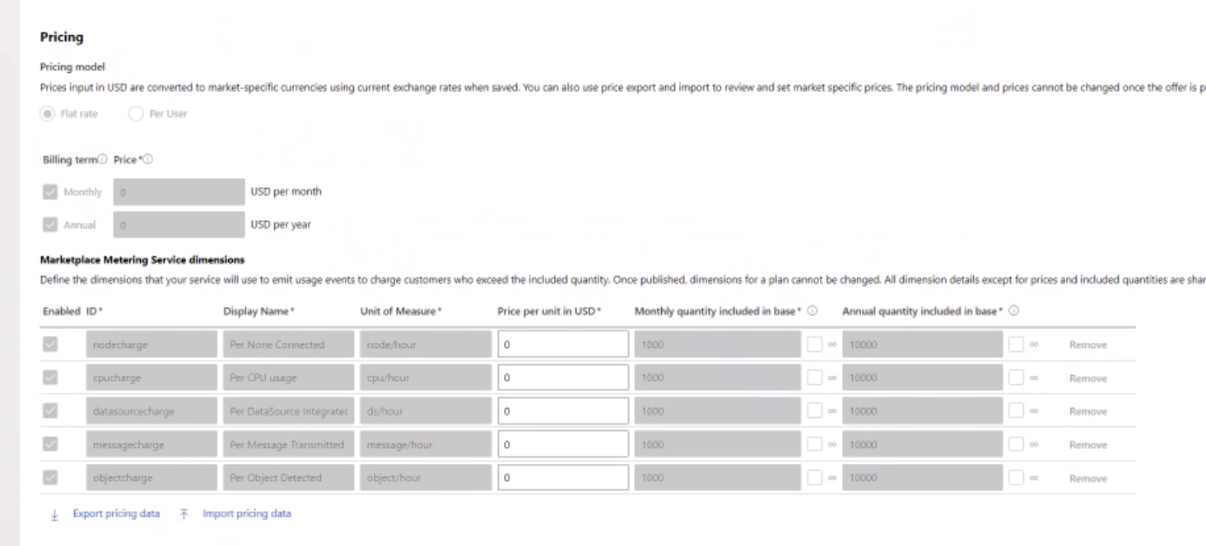 Pricing
Pricing model
Prices input in USD are converted to market-specific currencies using current exchange rates when saved. You can also use price export and import to review and set market specific prices. The pricing model and prices cannot be changed once the offer is p
Flat rate Per User
Billing term Price *
Monthly 0 USD per month
Annual 0 USD per year
Marketplace Metering Service dimensions
Define the dimensions that your service will use to emit usage events to charge customers who exceed the included quantity. Once published, dimensions for a plan cannot be changed. All dimension details except for prices and included quantities are shar
Enabled ID * Display Name * Unit of Measure * Price per unit in USD * Monthly quantity included in base * Annual quantity included in base *
nodecharge Per None Connected node/hour 0 1000 ∞ 10000 ∞ Remove
cpucharge Per CPU usage cpu/hour 0 1000 ∞ 10000 ∞ Remove
datasourcecharge Per DataSource Integratec ds/hour 0 1000 ∞ 10000 ∞ Remove
messagecharge Per Message Transmitted message/hour 0 1000 ∞ 10000 ∞ Remove
objectcharge Per Object Detected object/hour 0 1000 ∞ 10000 ∞ Remove
Export pricing data Import pricing data